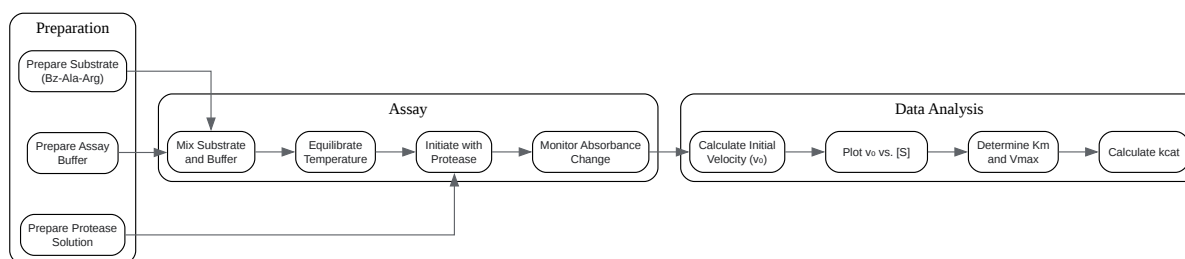 Preparation
Prepare Substrate
(Bz-Ala-Arg)
Prepare Assay
Buffer
Prepare Protease
Solution
Assay
Mix Substrate
and Buffer
Equilibrate
Temperature
Initiate with
Protease
Monitor Absorbance
Change
Data Analysis
Calculate Initial
Velocity (v₀)
Plot v₀ vs. [S]
Determine Km
and Vmax
Calculate kcat